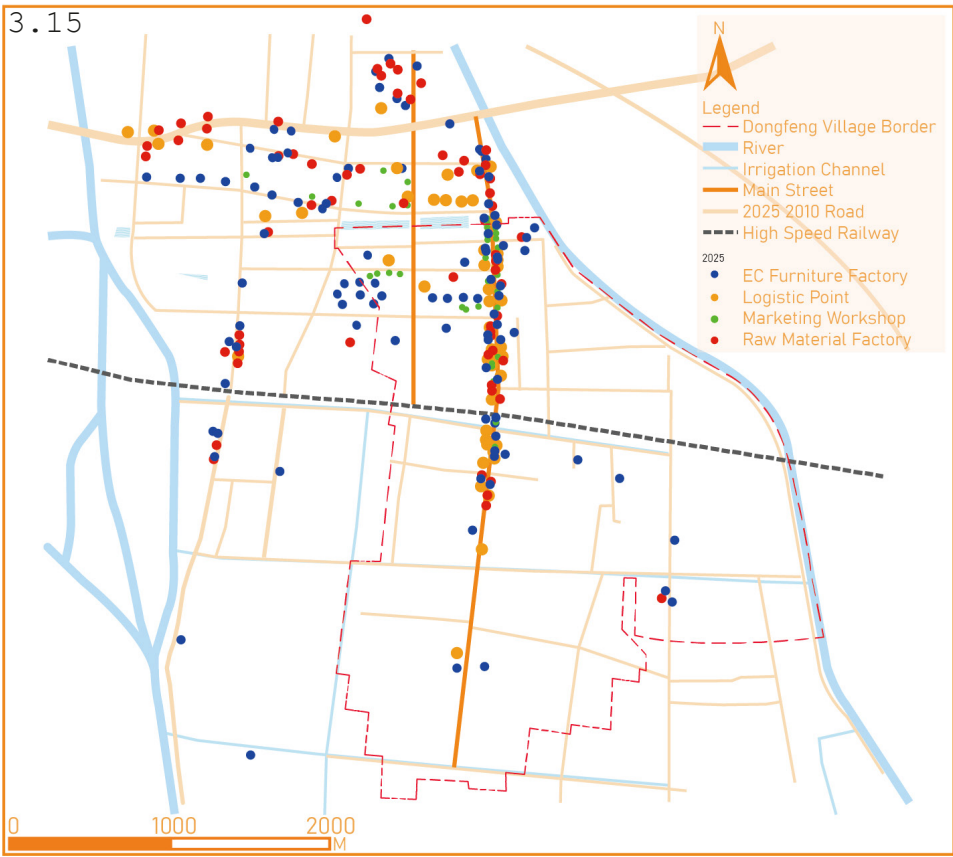 3.15
N
Legend
Dongfeng Village Border
River
Irrigation Channel
Main Street
2025 2010 Road
High Speed Railway
2025
EC Furniture Factory
Logistic Point
Marketing Workshop
Raw Material Factory
0 1000 2000
M